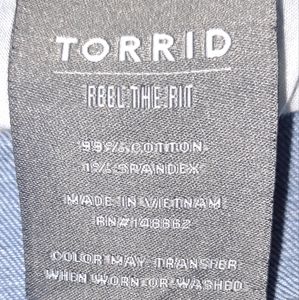 TORRID
99% COTTON
1% SPANDEX
MADE IN VIETNAM
COLOR MAY TRANSFER
WHEN WORN OR WASHED